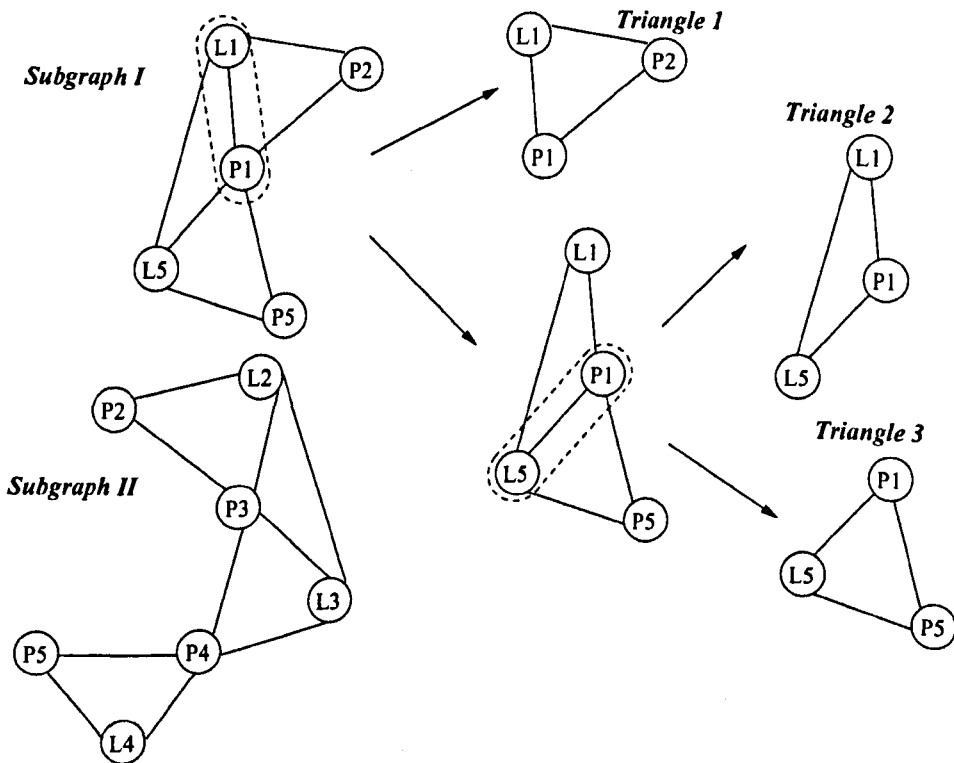 Subgraph I
L1
P2
P1
L5
P5
Triangle 1
L1
P2
P1
Triangle 2
L1
P1
L5
L1
P1
L5
P5
Triangle 3
P1
L5
P5
Subgraph II
L2
P2
P3
L3
P5
P4
L4